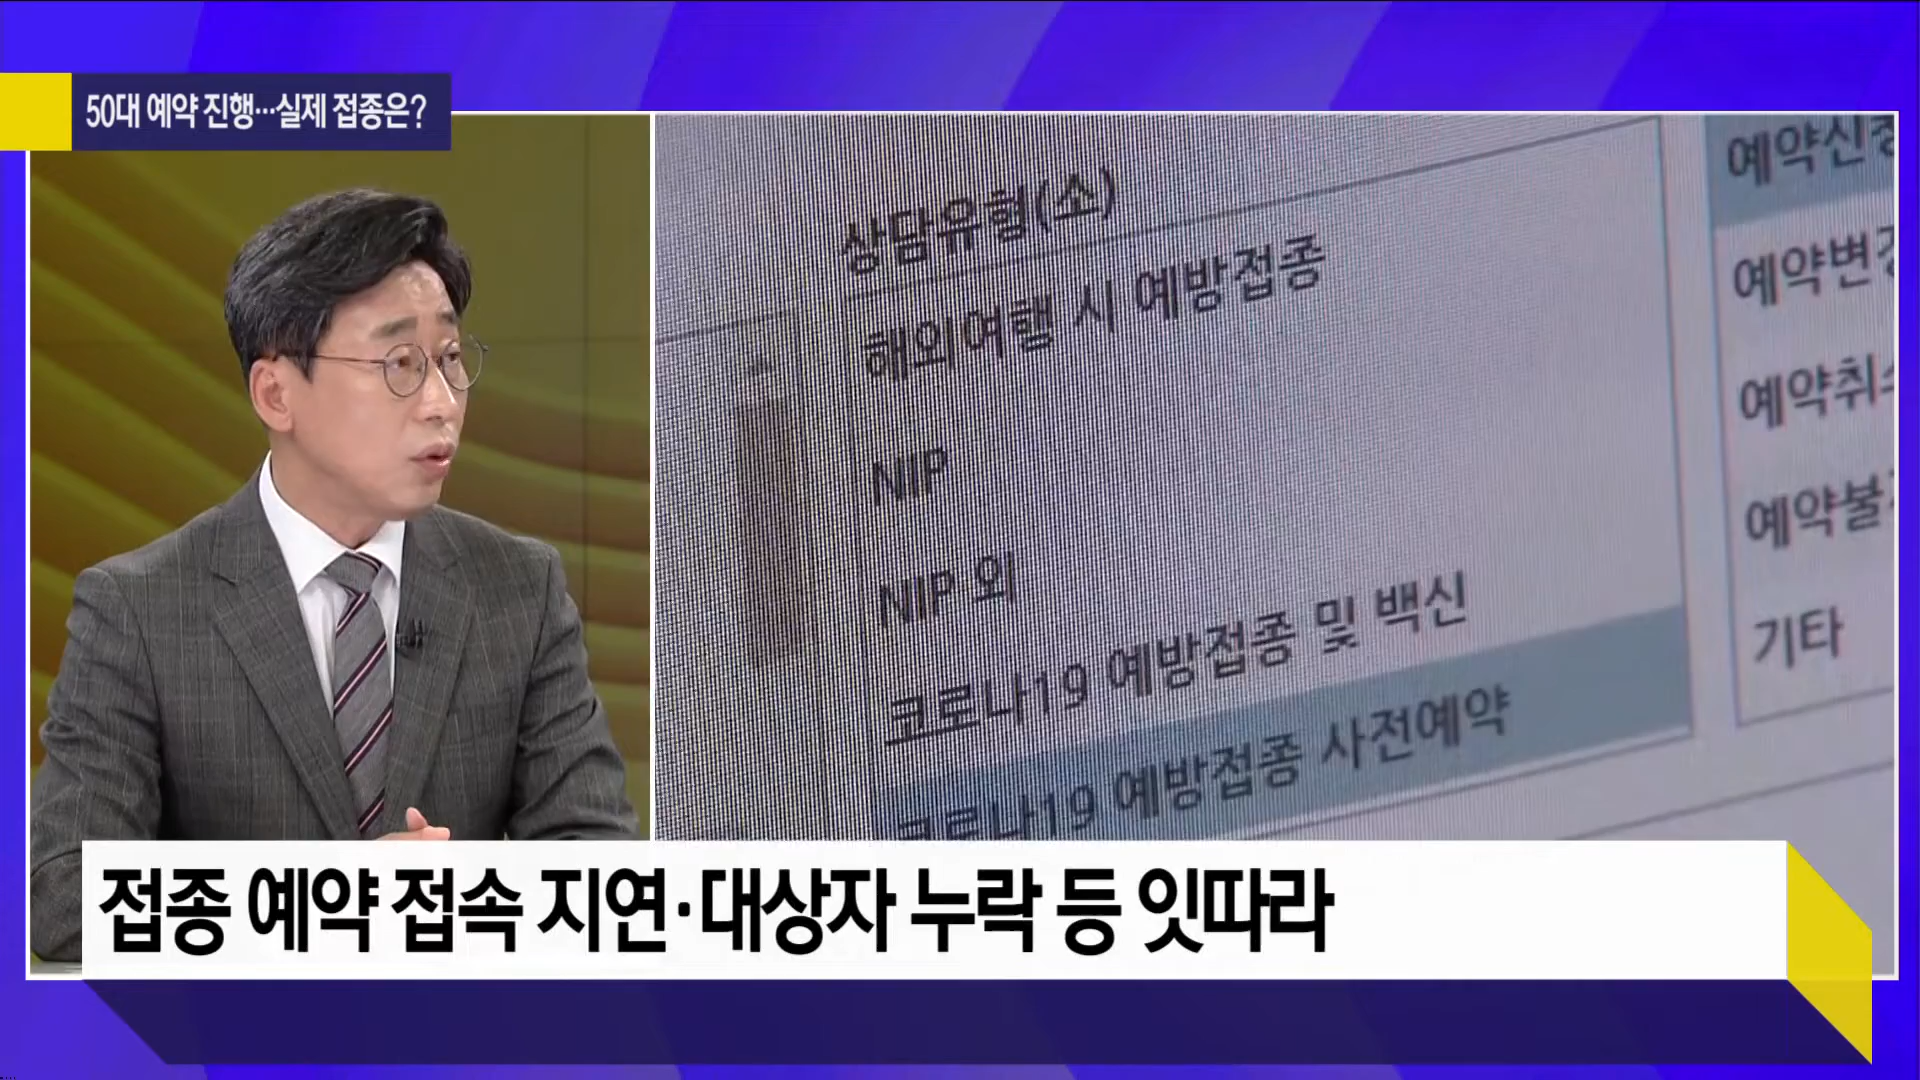 50대 예약 진행…실제 접종은?
상담유형(소)
해외여행 시 예방접종
NIP
NIP 외
코로나19 예방접종 및 백신
코로나19 예방접종 사전예약
예약신청
예약변경
예약취소
기타
접종 예약 접속 지연·대상자 누락 등 잇따라